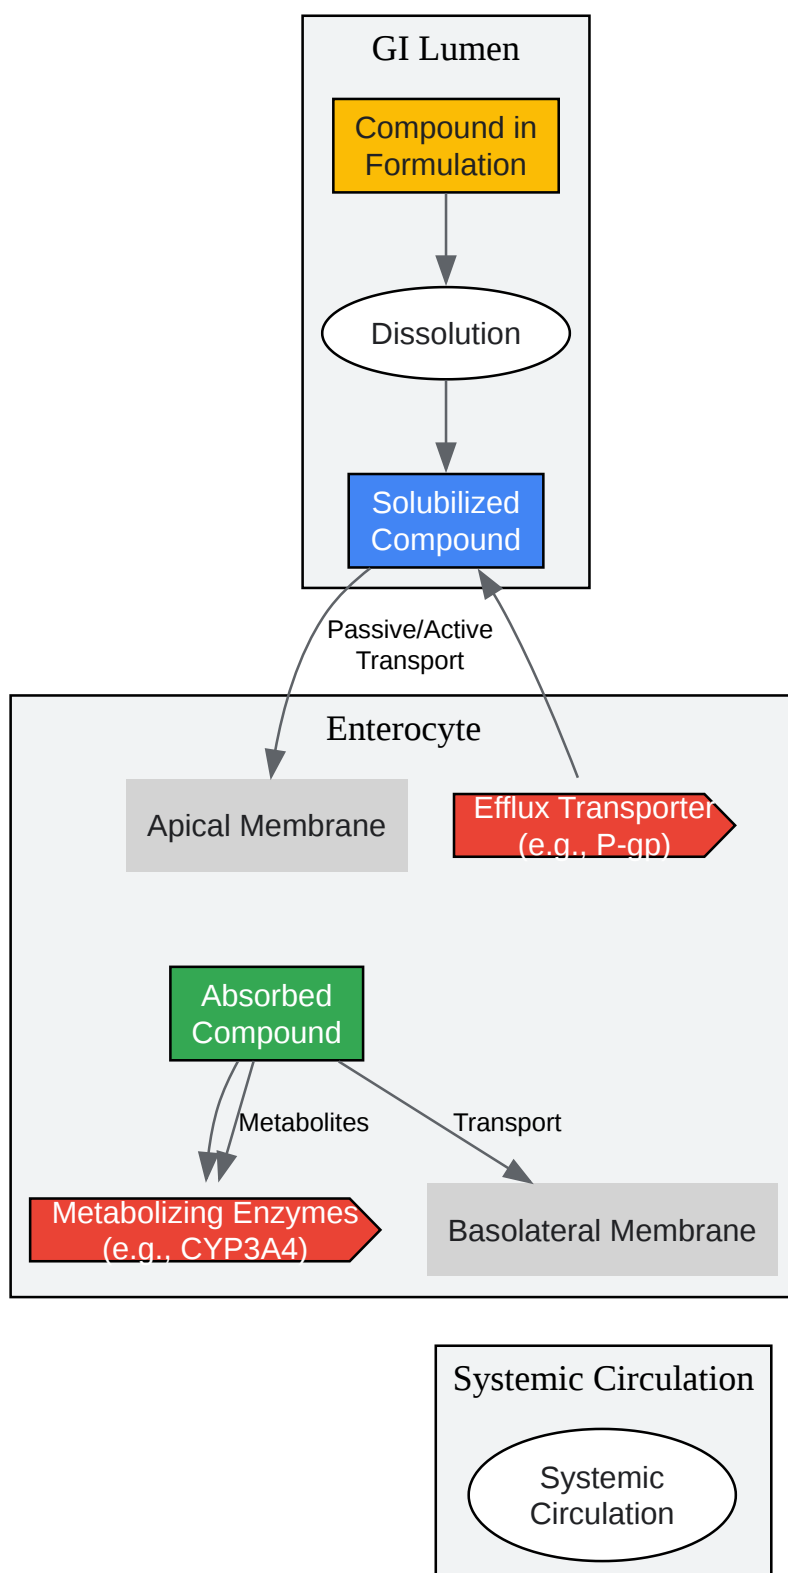 GI Lumen
Compound in
Formulation
Dissolution
Solubilized
Compound
Passive/Active
Transport
Enterocyte
Apical Membrane
Efflux Transporter
(e.g., P-gp)
Absorbed
Compound
Metabolites
Transport
Metabolizing Enzymes
(e.g., CYP3A4)
Basolateral Membrane
Systemic Circulation
Systemic
Circulation